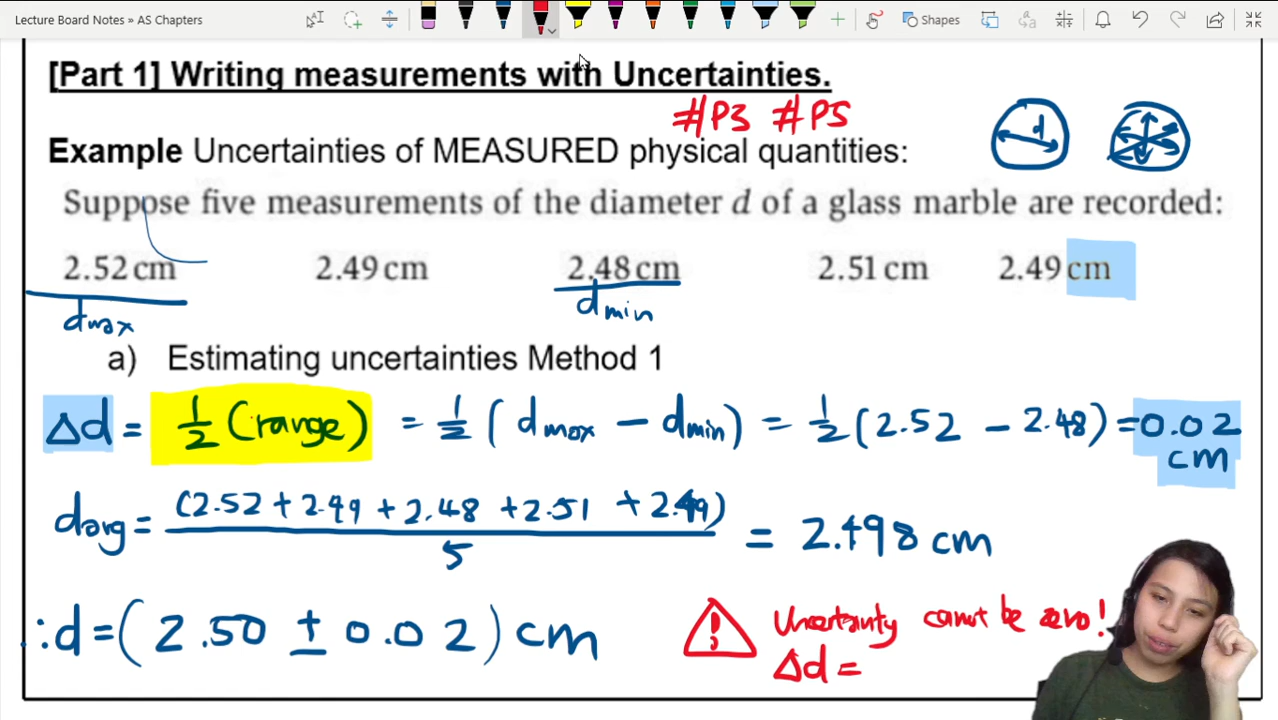 Lecture Board Notes » AS Chapters
Shapes
[Part 1] Writing measurements with Uncertainties.
#P3 #P5
Example Uncertainties of MEASURED physical quantities:
d
Suppose five measurements of the diameter d of a glass marble are recorded:
2.52 cm 2.49 cm 2.48 cm 2.51 cm 2.49 cm
dmax dmin
a) Estimating uncertainties Method 1
Δd = ½ (range) = ½ (dmax − dmin) = ½ (2.52 − 2.48) = 0.02 cm
davg = (2.52 + 2.49 + 2.48 + 2.51 + 2.49) / 5 = 2.498 cm
∴ d = (2.50 ± 0.02) cm
! Uncertainty cannot be zero!
Δd =